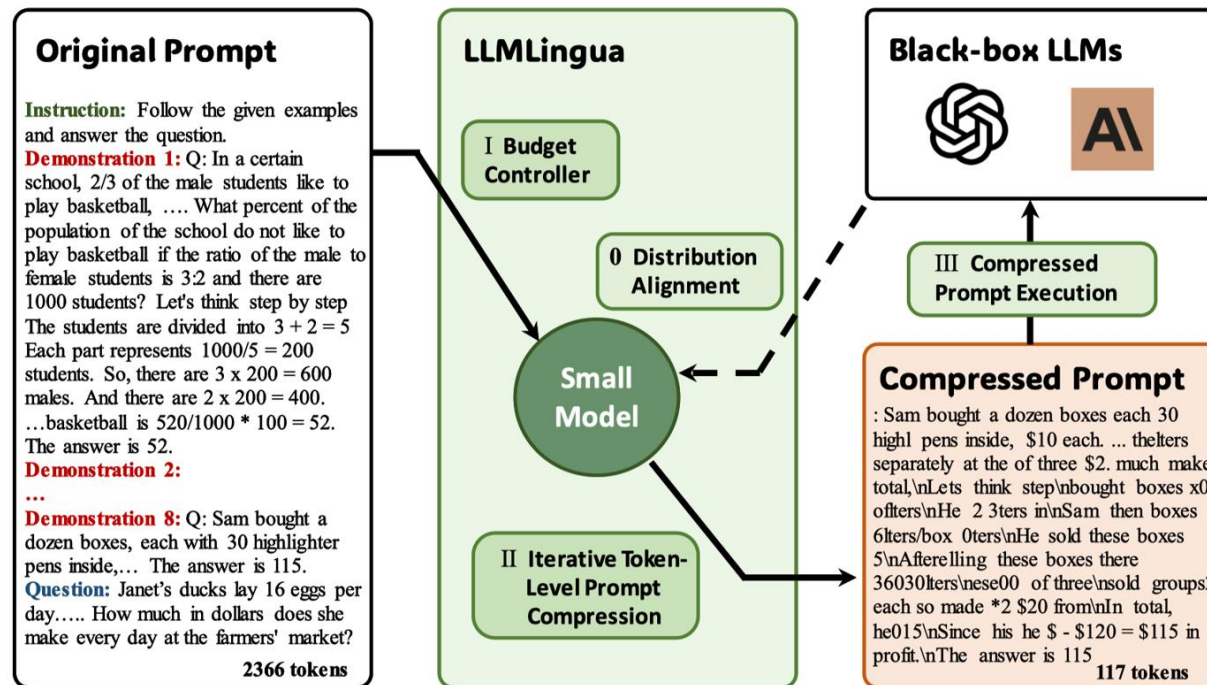 Original Prompt
Instruction: Follow the given examples
and answer the question.
Demonstration 1: Q: In a certain
school, 2/3 of the male students like to
play basketball, …. What percent of the
population of the school do not like to
play basketball if the ratio of the male to
female students is 3:2 and there are
1000 students? Let's think step by step
The students are divided into 3 + 2 = 5
Each part represents 1000/5 = 200
students. So, there are 3 x 200 = 600
males. And there are 2 x 200 = 400.
…basketball is 520/1000 * 100 = 52.
The answer is 52.
Demonstration 2:
…
Demonstration 8: Q: Sam bought a
dozen boxes, each with 30 highlighter
pens inside,… The answer is 115.
Question: Janet’s ducks lay 16 eggs per
day….. How much in dollars does she
make every day at the farmers' market?
2366 tokens
LLMLingua
I Budget
Controller
0 Distribution
Alignment
Small
Model
II Iterative Token-
Level Prompt
Compression
Black-box LLMs
A\
III Compressed
Prompt Execution
Compressed Prompt
: Sam bought a dozen boxes each 30
highl pens inside, $10 each. ... thelters
separately at the of three $2. much make
total,\nLets think step\nbought boxes x0
oflters\nHe 2 3ters in\nSam then boxes
6lters/box 0ters\nHe sold these boxes
5\nAfterelling these boxes there
36030lters\nese00 of three\nsold groups2
each so made *2 $20 from\nIn total,
he015\nSince his he $ - $120 = $115 in
profit.\nThe answer is 115
117 tokens